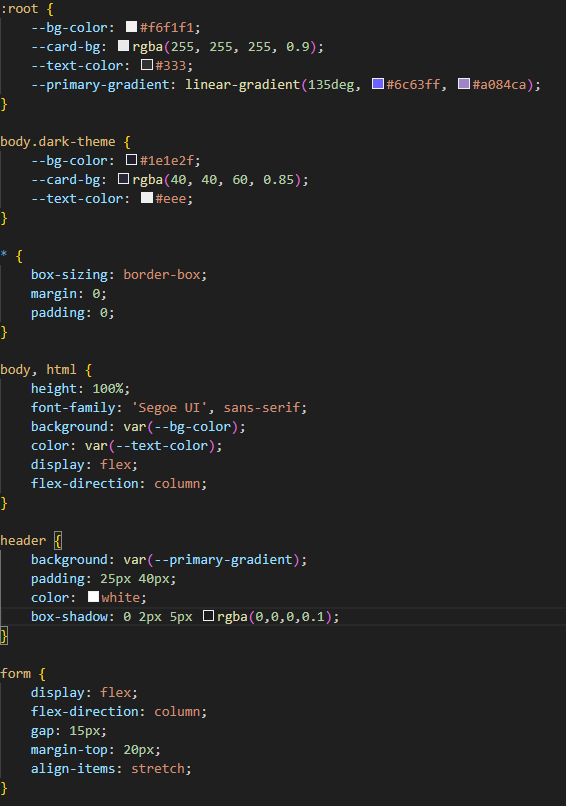 :root {
    --bg-color: #f6f1f1;
    --card-bg: rgba(255, 255, 255, 0.9);
    --text-color: #333;
    --primary-gradient: linear-gradient(135deg, #6c63ff, #a084ca);
}

body.dark-theme {
    --bg-color: #1e1e2f;
    --card-bg: rgba(40, 40, 60, 0.85);
    --text-color: #eee;
}

* {
    box-sizing: border-box;
    margin: 0;
    padding: 0;
}

body, html {
    height: 100%;
    font-family: 'Segoe UI', sans-serif;
    background: var(--bg-color);
    color: var(--text-color);
    display: flex;
    flex-direction: column;
}

header {
    background: var(--primary-gradient);
    padding: 25px 40px;
    color: white;
    box-shadow: 0 2px 5px rgba(0,0,0,0.1);
}

form {
    display: flex;
    flex-direction: column;
    gap: 15px;
    margin-top: 20px;
    align-items: stretch;
}